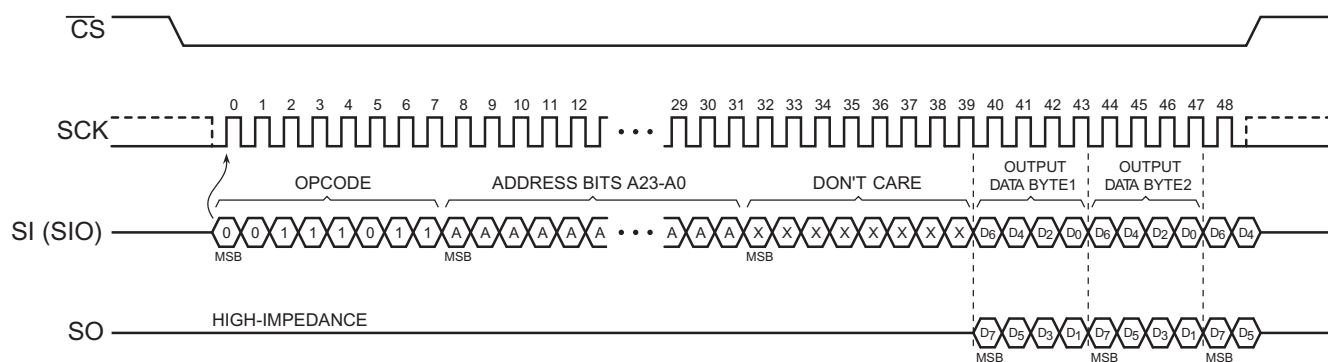 CS
0 1 2 3 4 5 6 7 8 9 10 11 12 29 30 31 32 33 34 35 36 37 38 39 40 41 42 43 44 45 46 47 48
SCK
OPCODE ADDRESS BITS A23-A0 DON'T CARE
OUTPUT
DATA BYTE1
OUTPUT
DATA BYTE2
SI (SIO) 0 0 1 1 1 0 1 1 A A A A A A A A A X X X X X X X X D6 D4 D2 D0 D6 D4 D2 D0 D6 D4
MSB MSB MSB
SO HIGH-IMPEDANCE D7 D5 D3 D1 D7 D5 D3 D1 D7 D5
MSB MSB MSB